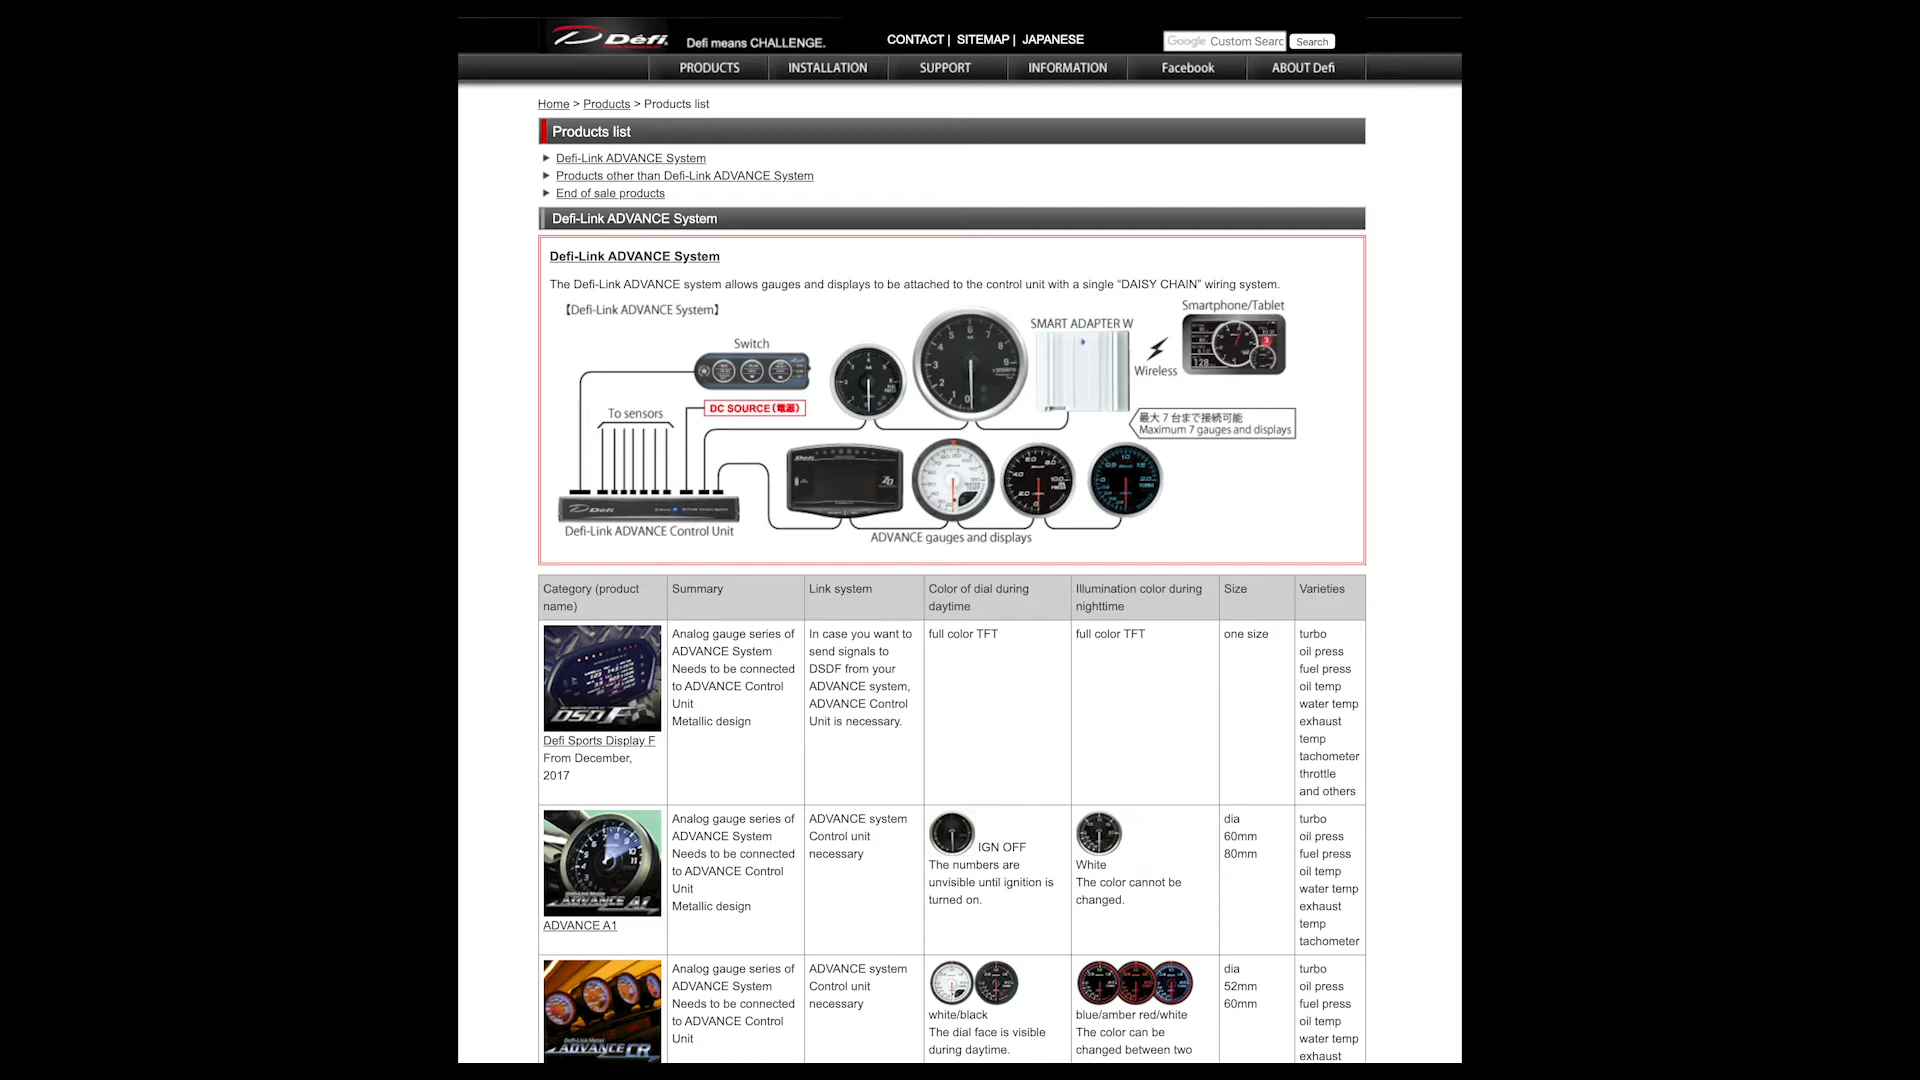 Défi
Defi means CHALLENGE.
CONTACT | SITEMAP | JAPANESE
Google Custom Searc
Search
PRODUCTS
INSTALLATION
SUPPORT
INFORMATION
Facebook
ABOUT Defi
Home > Products > Products list
Products list
Defi-Link ADVANCE System
Products other than Defi-Link ADVANCE System
End of sale products
Defi-Link ADVANCE System
Defi-Link ADVANCE System
The Defi-Link ADVANCE system allows gauges and displays to be attached to the control unit with a single “DAISY CHAIN” wiring system.
【Defi-Link ADVANCE System】
Smartphone/Tablet
SMART ADAPTER W
Switch
Wireless
DC SOURCE(電源)
To sensors
最大 7 台まで接続可能
Maximum 7 gauges and displays
Defi-Link ADVANCE Control Unit
ADVANCE gauges and displays
Category (product
name)
Summary
Link system
Color of dial during
daytime
Illumination color during
nighttime
Size
Varieties
DSDF
Defi Sports Display F
From December,
2017
Analog gauge series of
ADVANCE System
Needs to be connected
to ADVANCE Control
Unit
Metallic design
In case you want to
send signals to
DSDF from your
ADVANCE system,
ADVANCE Control
Unit is necessary.
full color TFT
full color TFT
one size
turbo
oil press
fuel press
oil temp
water temp
exhaust
temp
tachometer
throttle
and others
ADVANCE A1
ADVANCE A1
Analog gauge series of
ADVANCE System
Needs to be connected
to ADVANCE Control
Unit
Metallic design
ADVANCE system
Control unit
necessary
IGN OFF
The numbers are
unvisible until ignition is
turned on.
White
The color cannot be
changed.
dia
60mm
80mm
turbo
oil press
fuel press
oil temp
water temp
exhaust
temp
tachometer
Defi-Link Meter
ADVANCE CR
Analog gauge series of
ADVANCE System
Needs to be connected
to ADVANCE Control
Unit
ADVANCE system
Control unit
necessary
white/black
The dial face is visible
during daytime.
blue/amber red/white
The color can be
changed between two
dia
52mm
60mm
turbo
oil press
fuel press
oil temp
water temp
exhaust